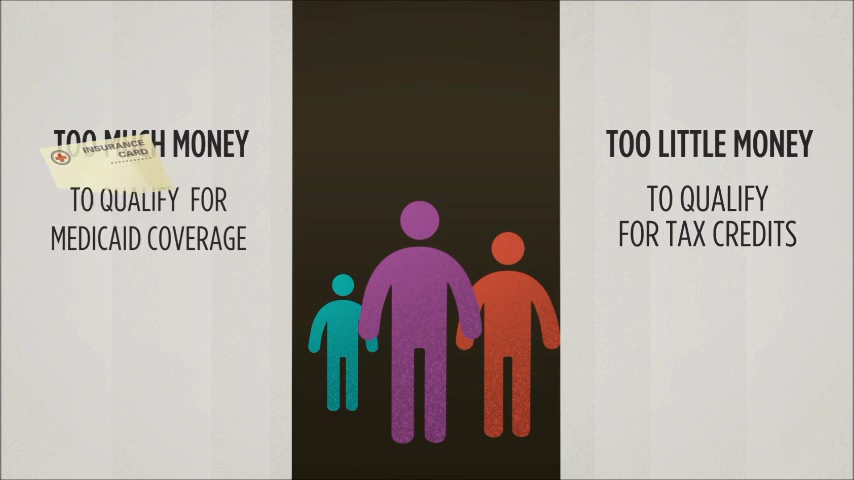 TOO MUCH MONEY
INSURANCE
CARD
TO QUALIFY FOR
MEDICAID COVERAGE
TOO LITTLE MONEY
TO QUALIFY
FOR TAX CREDITS